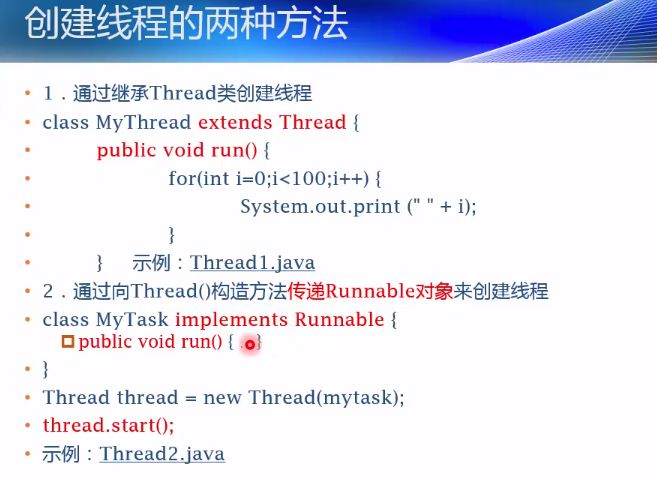 创建线程的两种方法
1．通过继承Thread类创建线程
class MyThread extends Thread {
public void run() {
for(int i=0;i<100;i++) {
System.out.print (" " + i);
}
} 示例：Thread1.java
2．通过向Thread()构造方法传递Runnable对象来创建线程
class MyTask implements Runnable {
public void run() { }
}
Thread thread = new Thread(mytask);
thread.start();
示例：Thread2.java